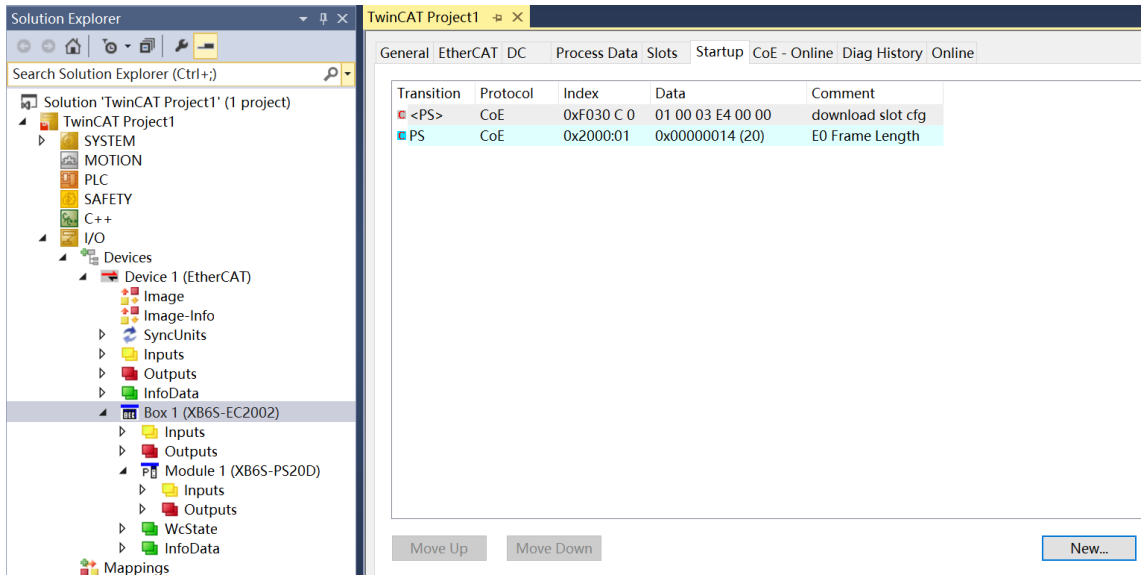 Solution Explorer
Search Solution Explorer (Ctrl+;)
Solution 'TwinCAT Project1' (1 project)
TwinCAT Project1
SYSTEM
MOTION
PLC
SAFETY
C++
I/O
Devices
Device 1 (EtherCAT)
Image
Image-Info
SyncUnits
Inputs
Outputs
InfoData
Box 1 (XB6S-EC2002)
Inputs
Outputs
Module 1 (XB6S-PS20D)
Inputs
Outputs
WcState
InfoData
Mappings
TwinCAT Project1
General EtherCAT DC Process Data Slots Startup CoE - Online Diag History Online
Transition Protocol Index Data Comment
<PS> CoE 0xF030 C 0 01 00 03 E4 00 00 download slot cfg
PS CoE 0x2000:01 0x00000014 (20) E0 Frame Length
Move Up Move Down New...